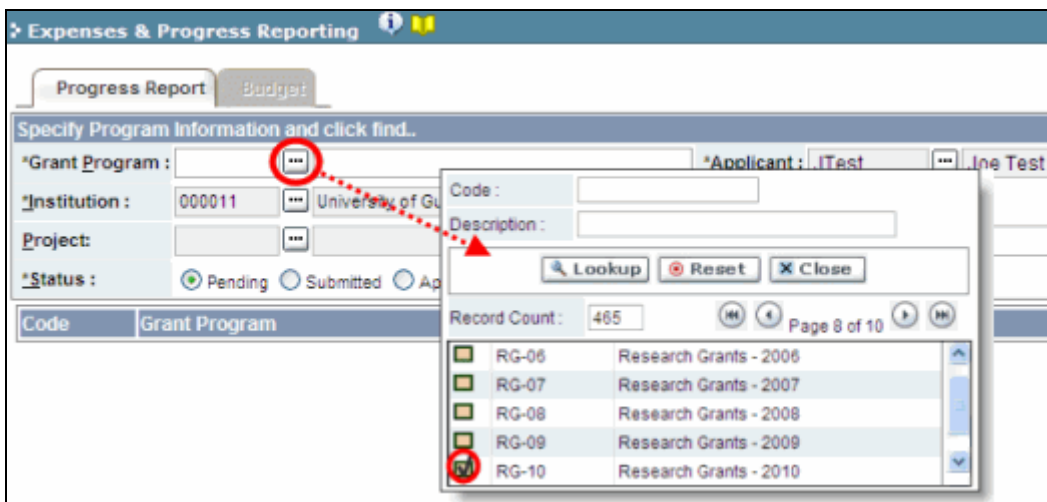 Expenses & Progress Reporting
Progress Report Budget
Specify Program Information and click find..
*Grant Program : ... *Applicant : JTest ... Joe Test
*Institution : 000011 ... University of Gu
Project: ...
*Status : Pending Submitted Ap
Code Grant Program
Code :
Description :
Lookup Reset Close
Record Count : 465 Page 8 of 10
RG-06 Research Grants - 2006
RG-07 Research Grants - 2007
RG-08 Research Grants - 2008
RG-09 Research Grants - 2009
RG-10 Research Grants - 2010